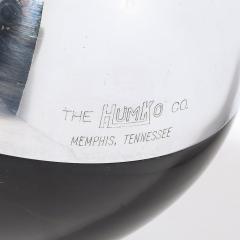 THE HUMKO CO.
MEMPHIS, TENNESSEE